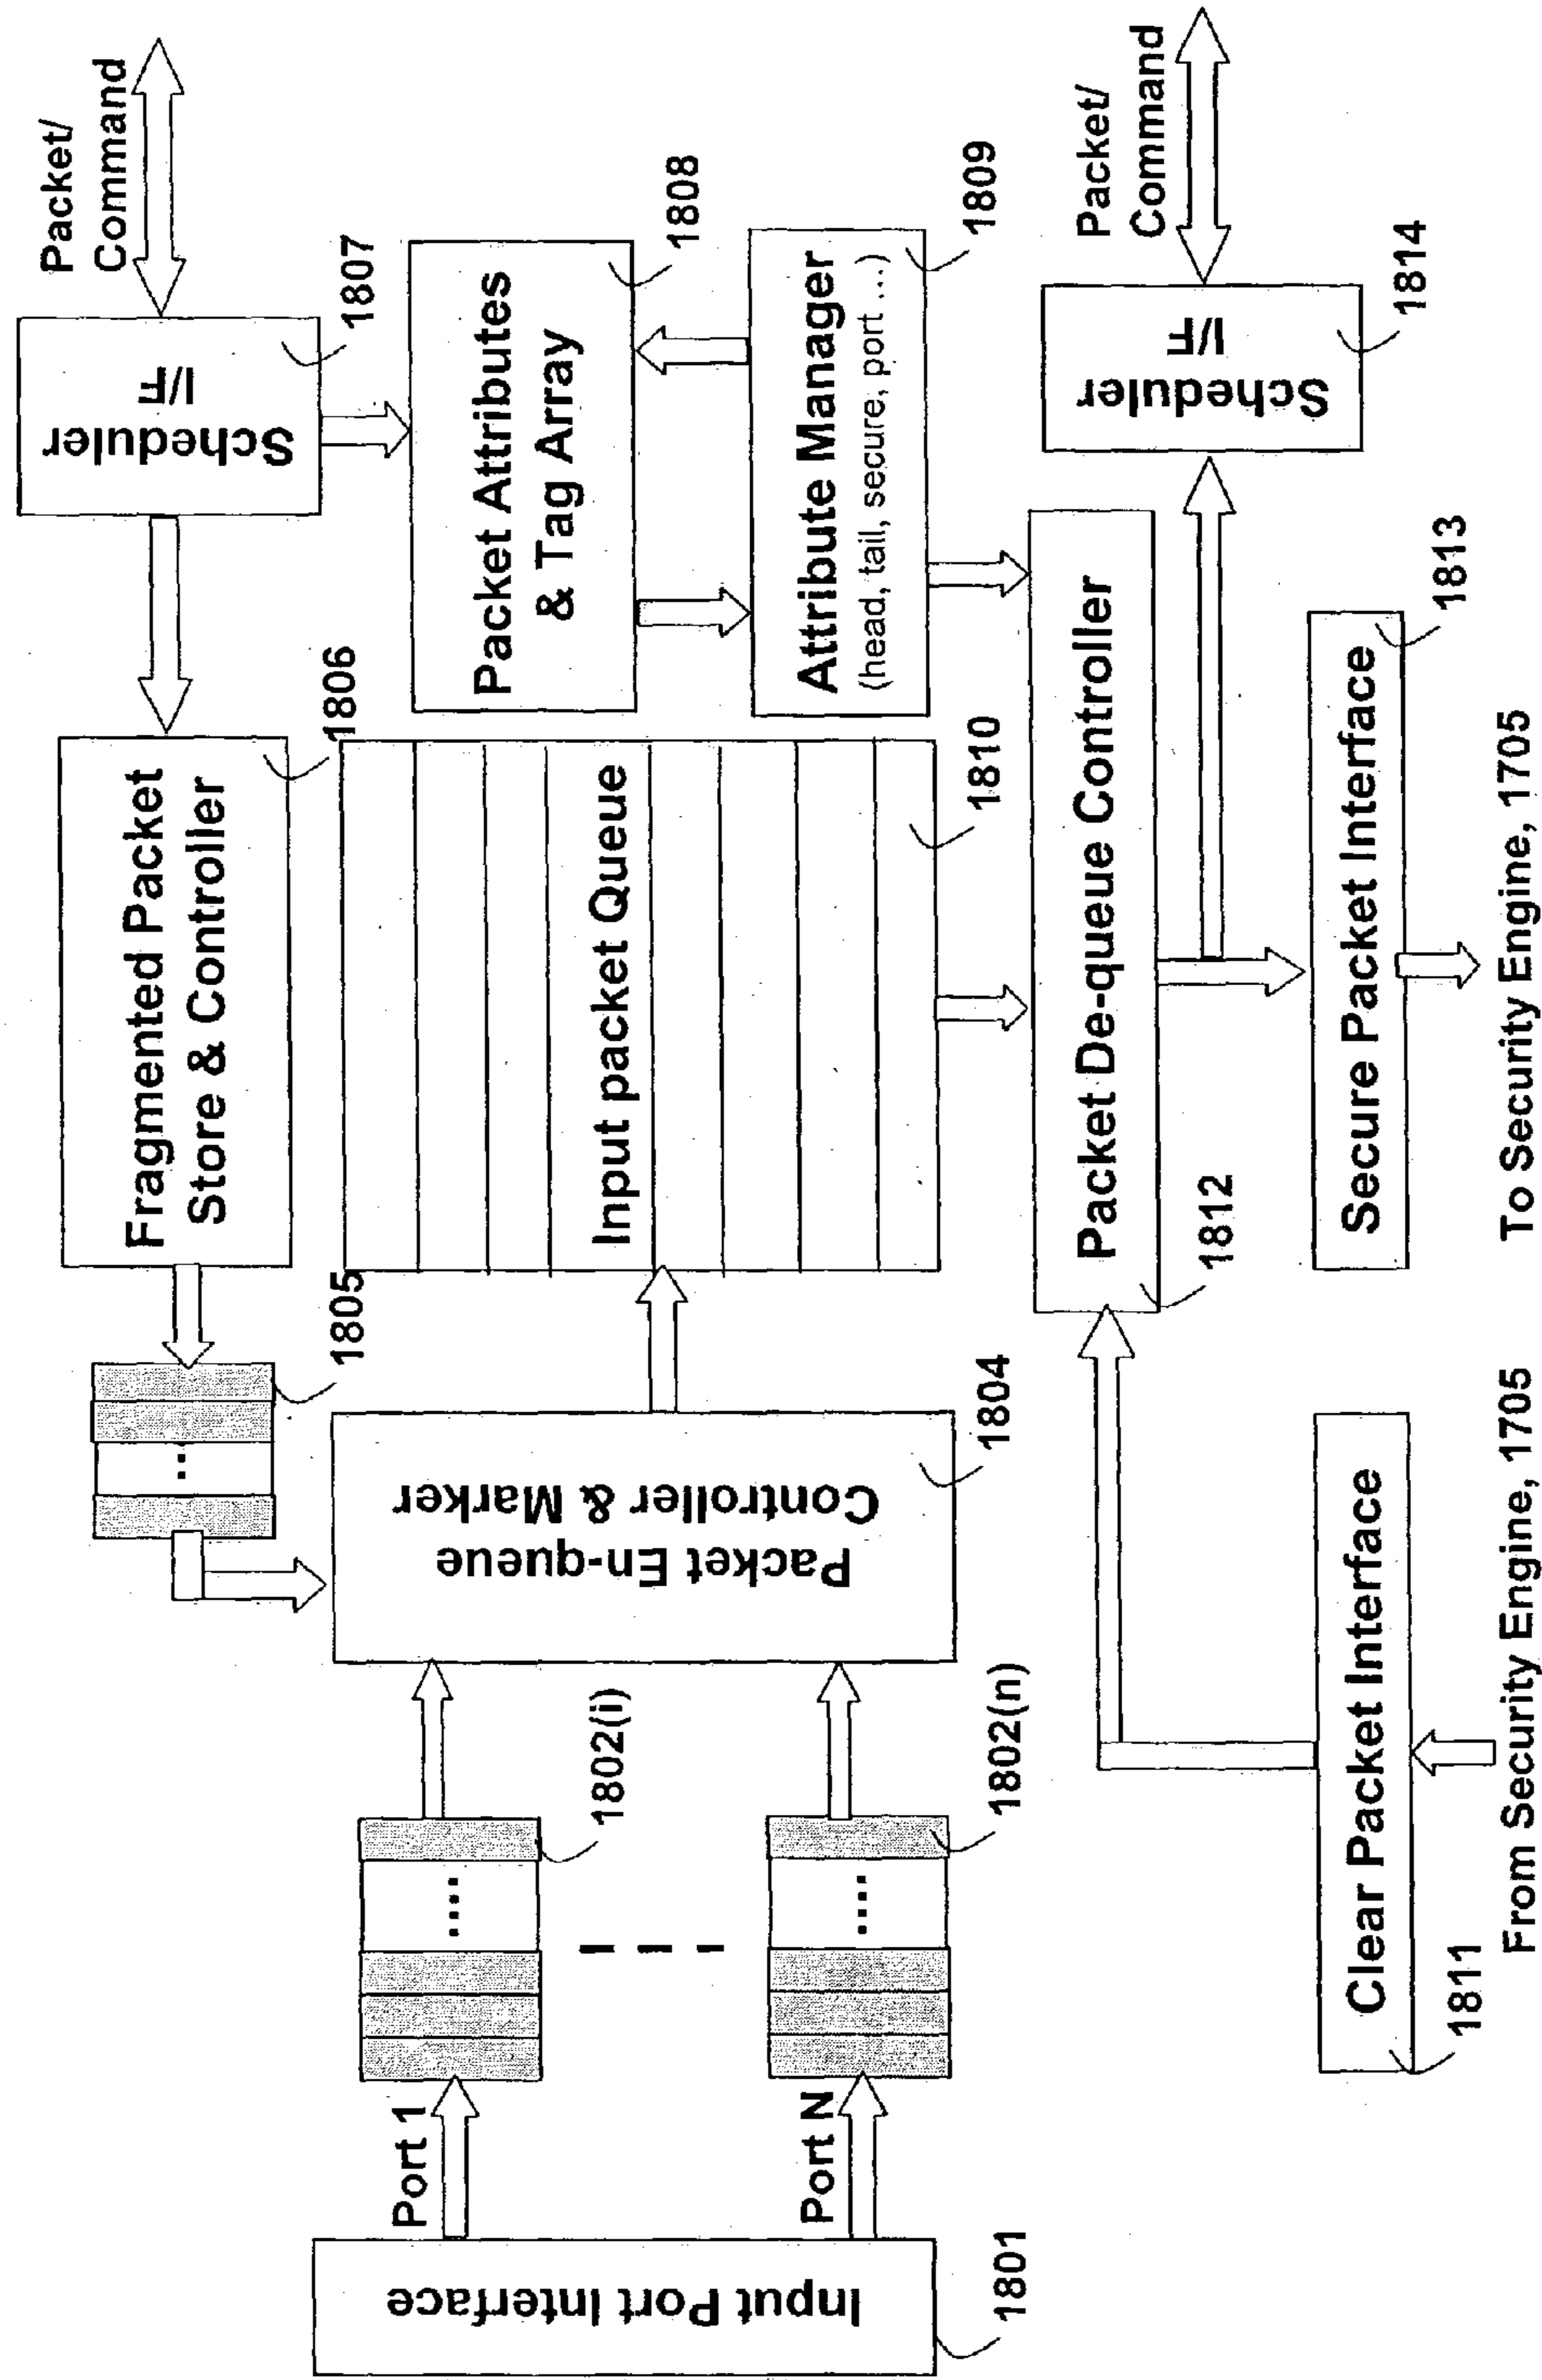 Input Port Interface
1801
Port 1
Port N
1802(i)
1802(n)
....
....
Packet En-queue
Controller & Marker
1804
1805
...
Fragmented Packet
Store & Controller
1806
Scheduler
I/F
1807
Packet/
Command
Packet Attributes
& Tag Array
1808
Attribute Manager
(head, tail, secure, port ...)
1809
Input packet Queue
1810
Clear Packet Interface
1811
From Security Engine, 1705
Packet De-queue Controller
1812
Secure Packet Interface
1813
To Security Engine, 1705
Scheduler
I/F
1814
Packet/
Command